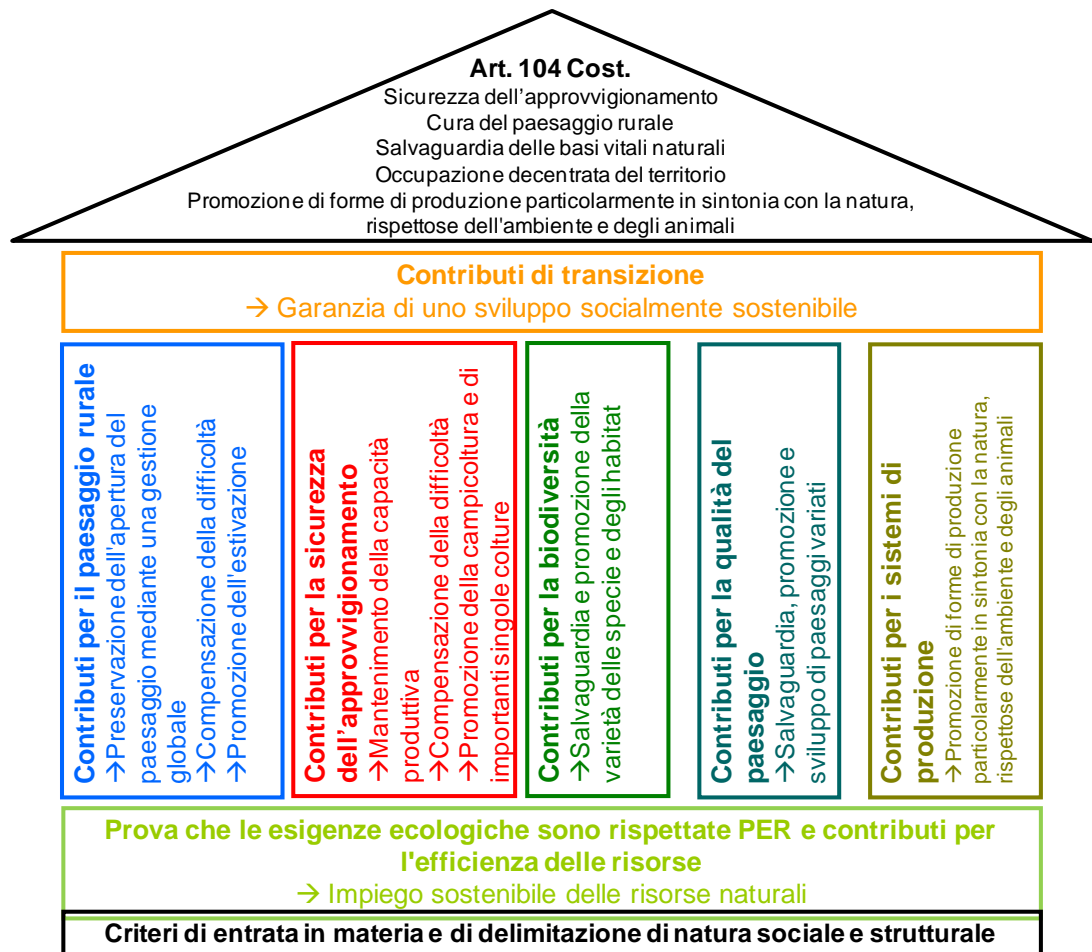 Art. 104 Cost.
Sicurezza dell'approvvigionamento
Cura del paesaggio rurale
Salvaguardia delle basi vitali naturali
Occupazione decentrata del territorio
Promozione di forme di produzione particolarmente in sintonia con la natura,
rispettose dell'ambiente e degli animali
Contributi di transizione
→ Garanzia di uno sviluppo socialmente sostenibile
Contributi per il paesaggio rurale
→Preservazione dell'apertura del
paesaggio mediante una gestione
globale
→Compensazione della difficoltà
→Promozione dell'estivazione
Contributi per la sicurezza
dell'approvvigionamento
→Mantenimento della capacità
produttiva
→Compensazione della difficoltà
→Promozione della campicoltura e di
importanti singole colture
Contributi per la biodiversità
→Salvaguardia e promozione della
varietà delle specie e degli habitat
Contributi per la qualità del
paesaggio
→Salvaguardia, promozione e
sviluppo di paesaggi variati
Contributi per i sistemi di
produzione
→Promozione di forme di produzione
particolarmente in sintonia con la natura,
rispettose dell'ambiente e degli animali
Prova che le esigenze ecologiche sono rispettate PER e contributi per
l'efficienza delle risorse
→ Impiego sostenibile delle risorse naturali
Criteri di entrata in materia e di delimitazione di natura sociale e strutturale